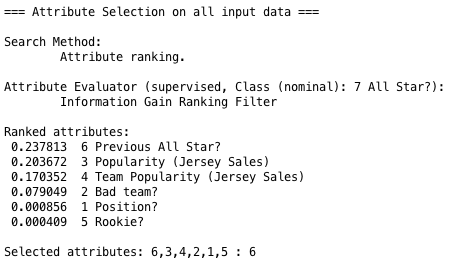 === Attribute Selection on all input data ===
Search Method:
Attribute ranking.
Attribute Evaluator (supervised, Class (nominal): 7 All Star?):
Information Gain Ranking Filter
Ranked attributes:
0.237813 6 Previous All Star?
0.203672 3 Popularity (Jersey Sales)
0.170352 4 Team Popularity (Jersey Sales)
0.079049 2 Bad team?
0.000856 1 Position?
0.000409 5 Rookie?
Selected attributes: 6,3,4,2,1,5 : 6